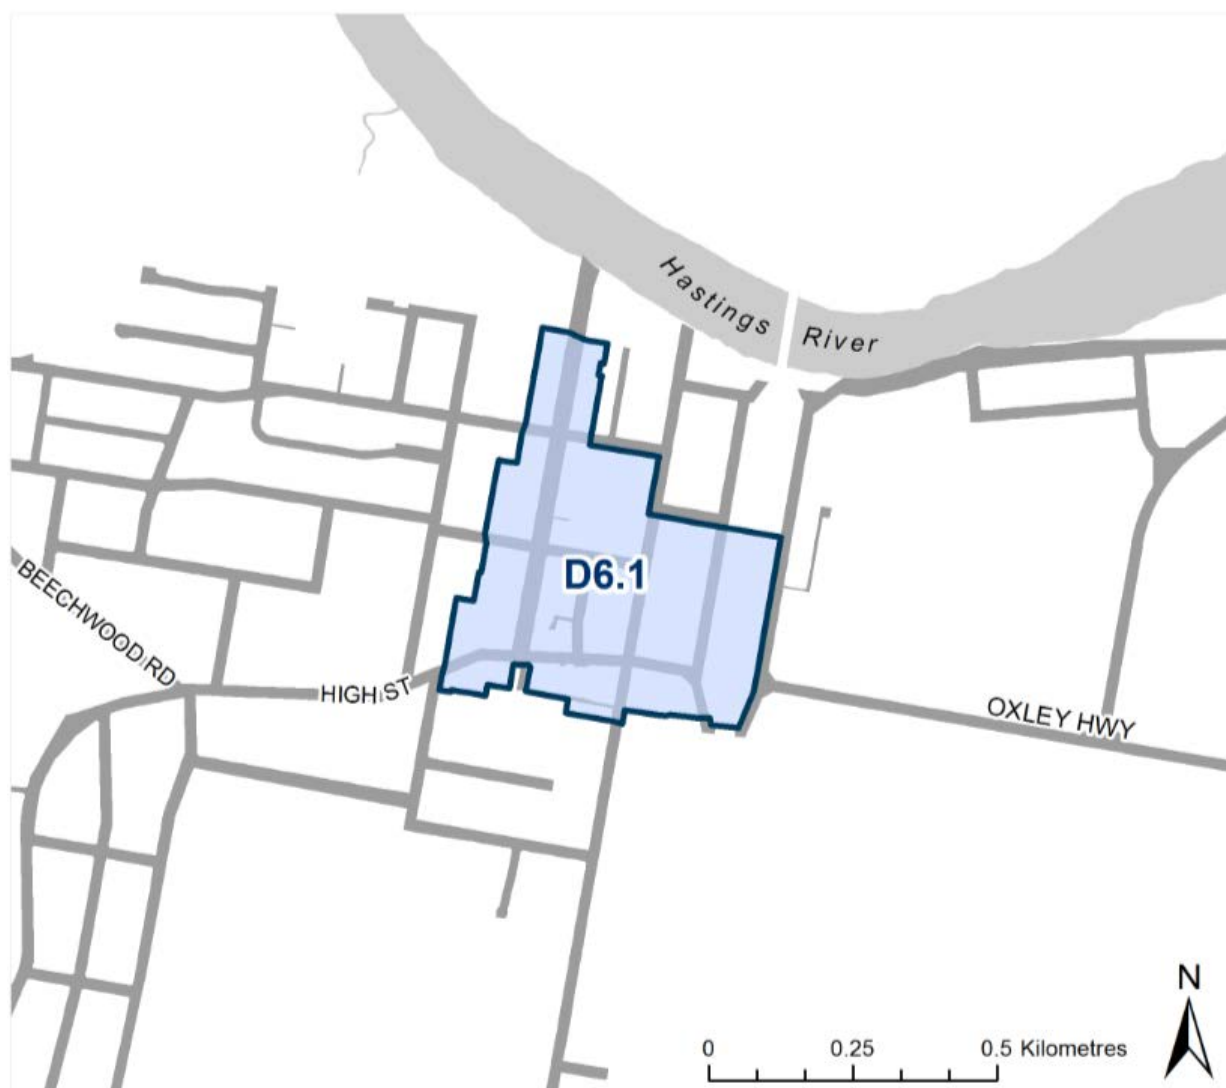 Hastings
River
D6.1
BEECHWOOD RD
HIGH ST
OXLEY HWY
N
0 0.25 0.5 Kilometres